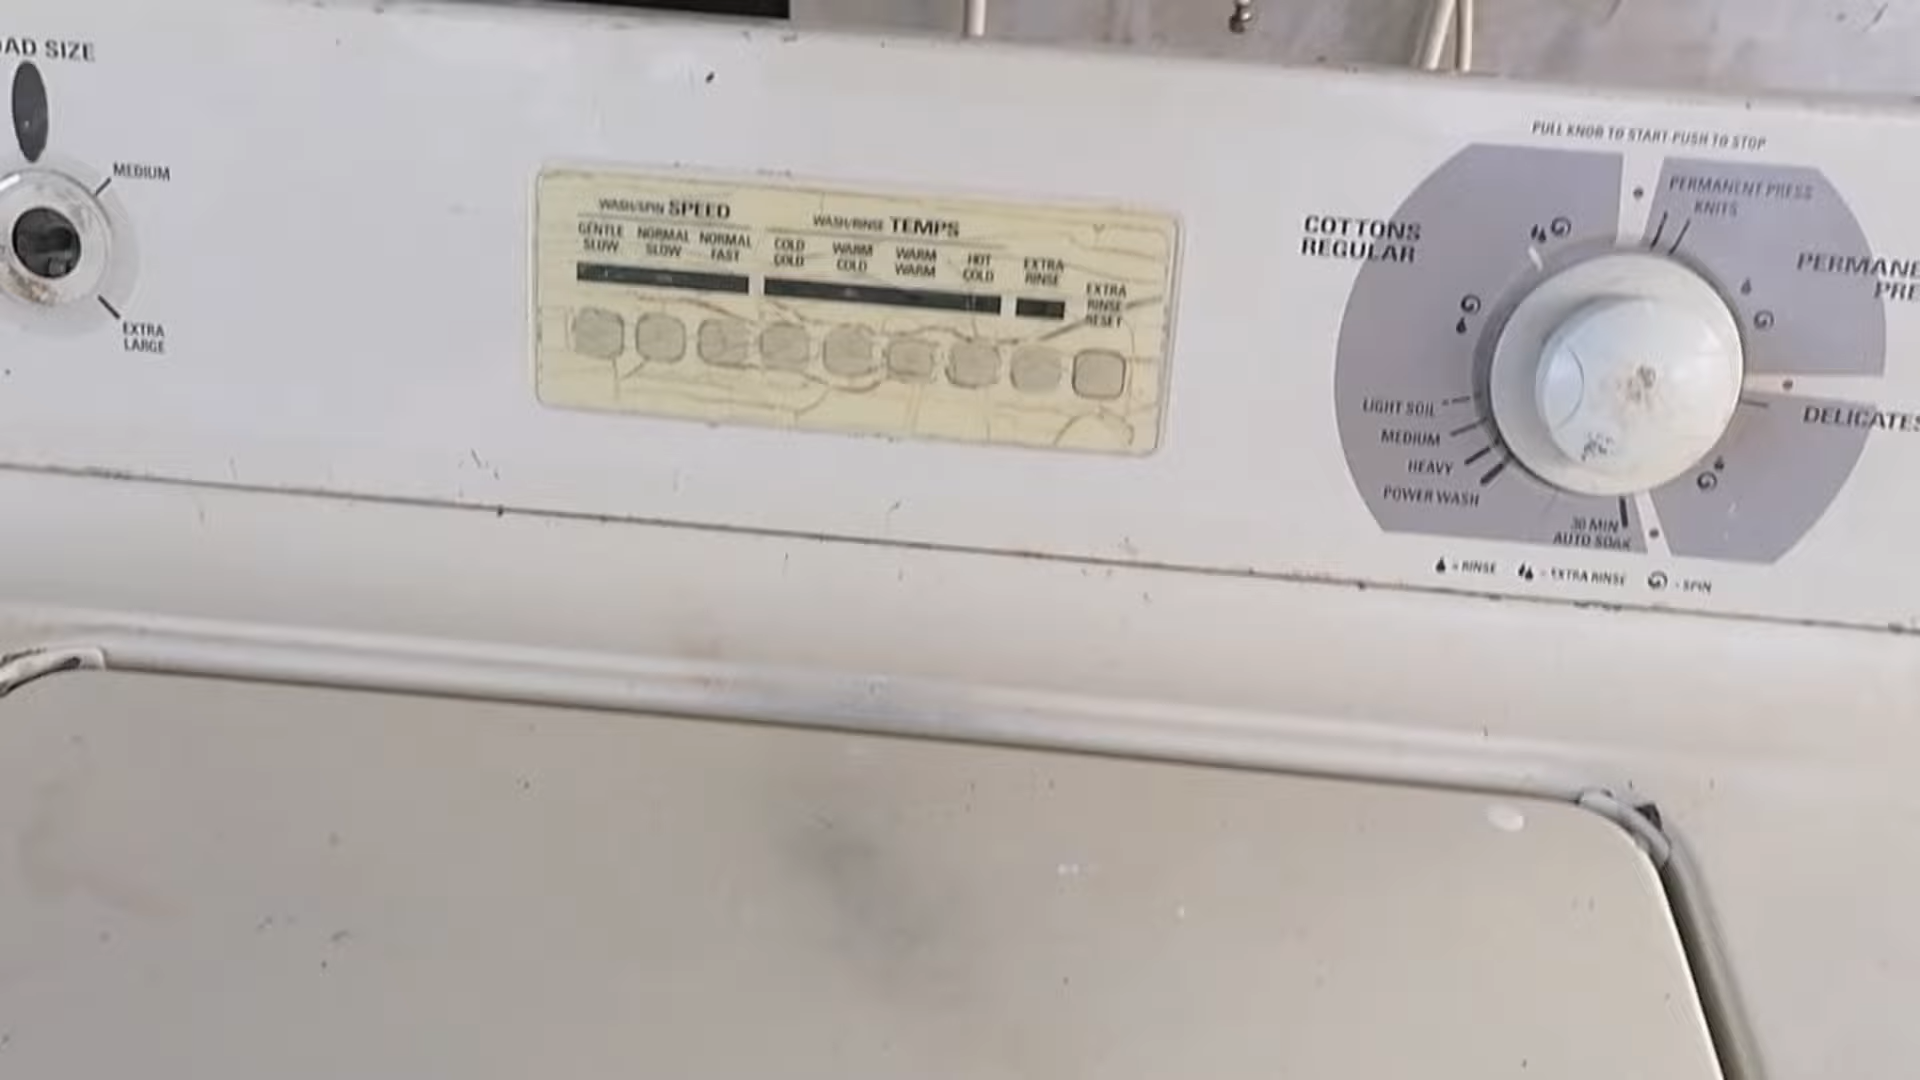 AD SIZE
MEDIUM
EXTRA
LARGE
WASH/SPIN SPEED
GENTLE
SLOW
NORMAL
SLOW
NORMAL
FAST
WASH/RINSE TEMPS
COLD
COLD
WARM
COLD
WARM
WARM
HOT
COLD
EXTRA
RINSE
EXTRA
RINSE
RESET
PULL KNOB TO START PUSH TO STOP
COTTONS
REGULAR
PERMANENT PRESS
KNITS
PERMANE
PRE
DELICATES
LIGHT SOIL
MEDIUM
HEAVY
POWER WASH
30 MIN
AUTO SOAK
- RINSE
- EXTRA RINSE
- SPIN